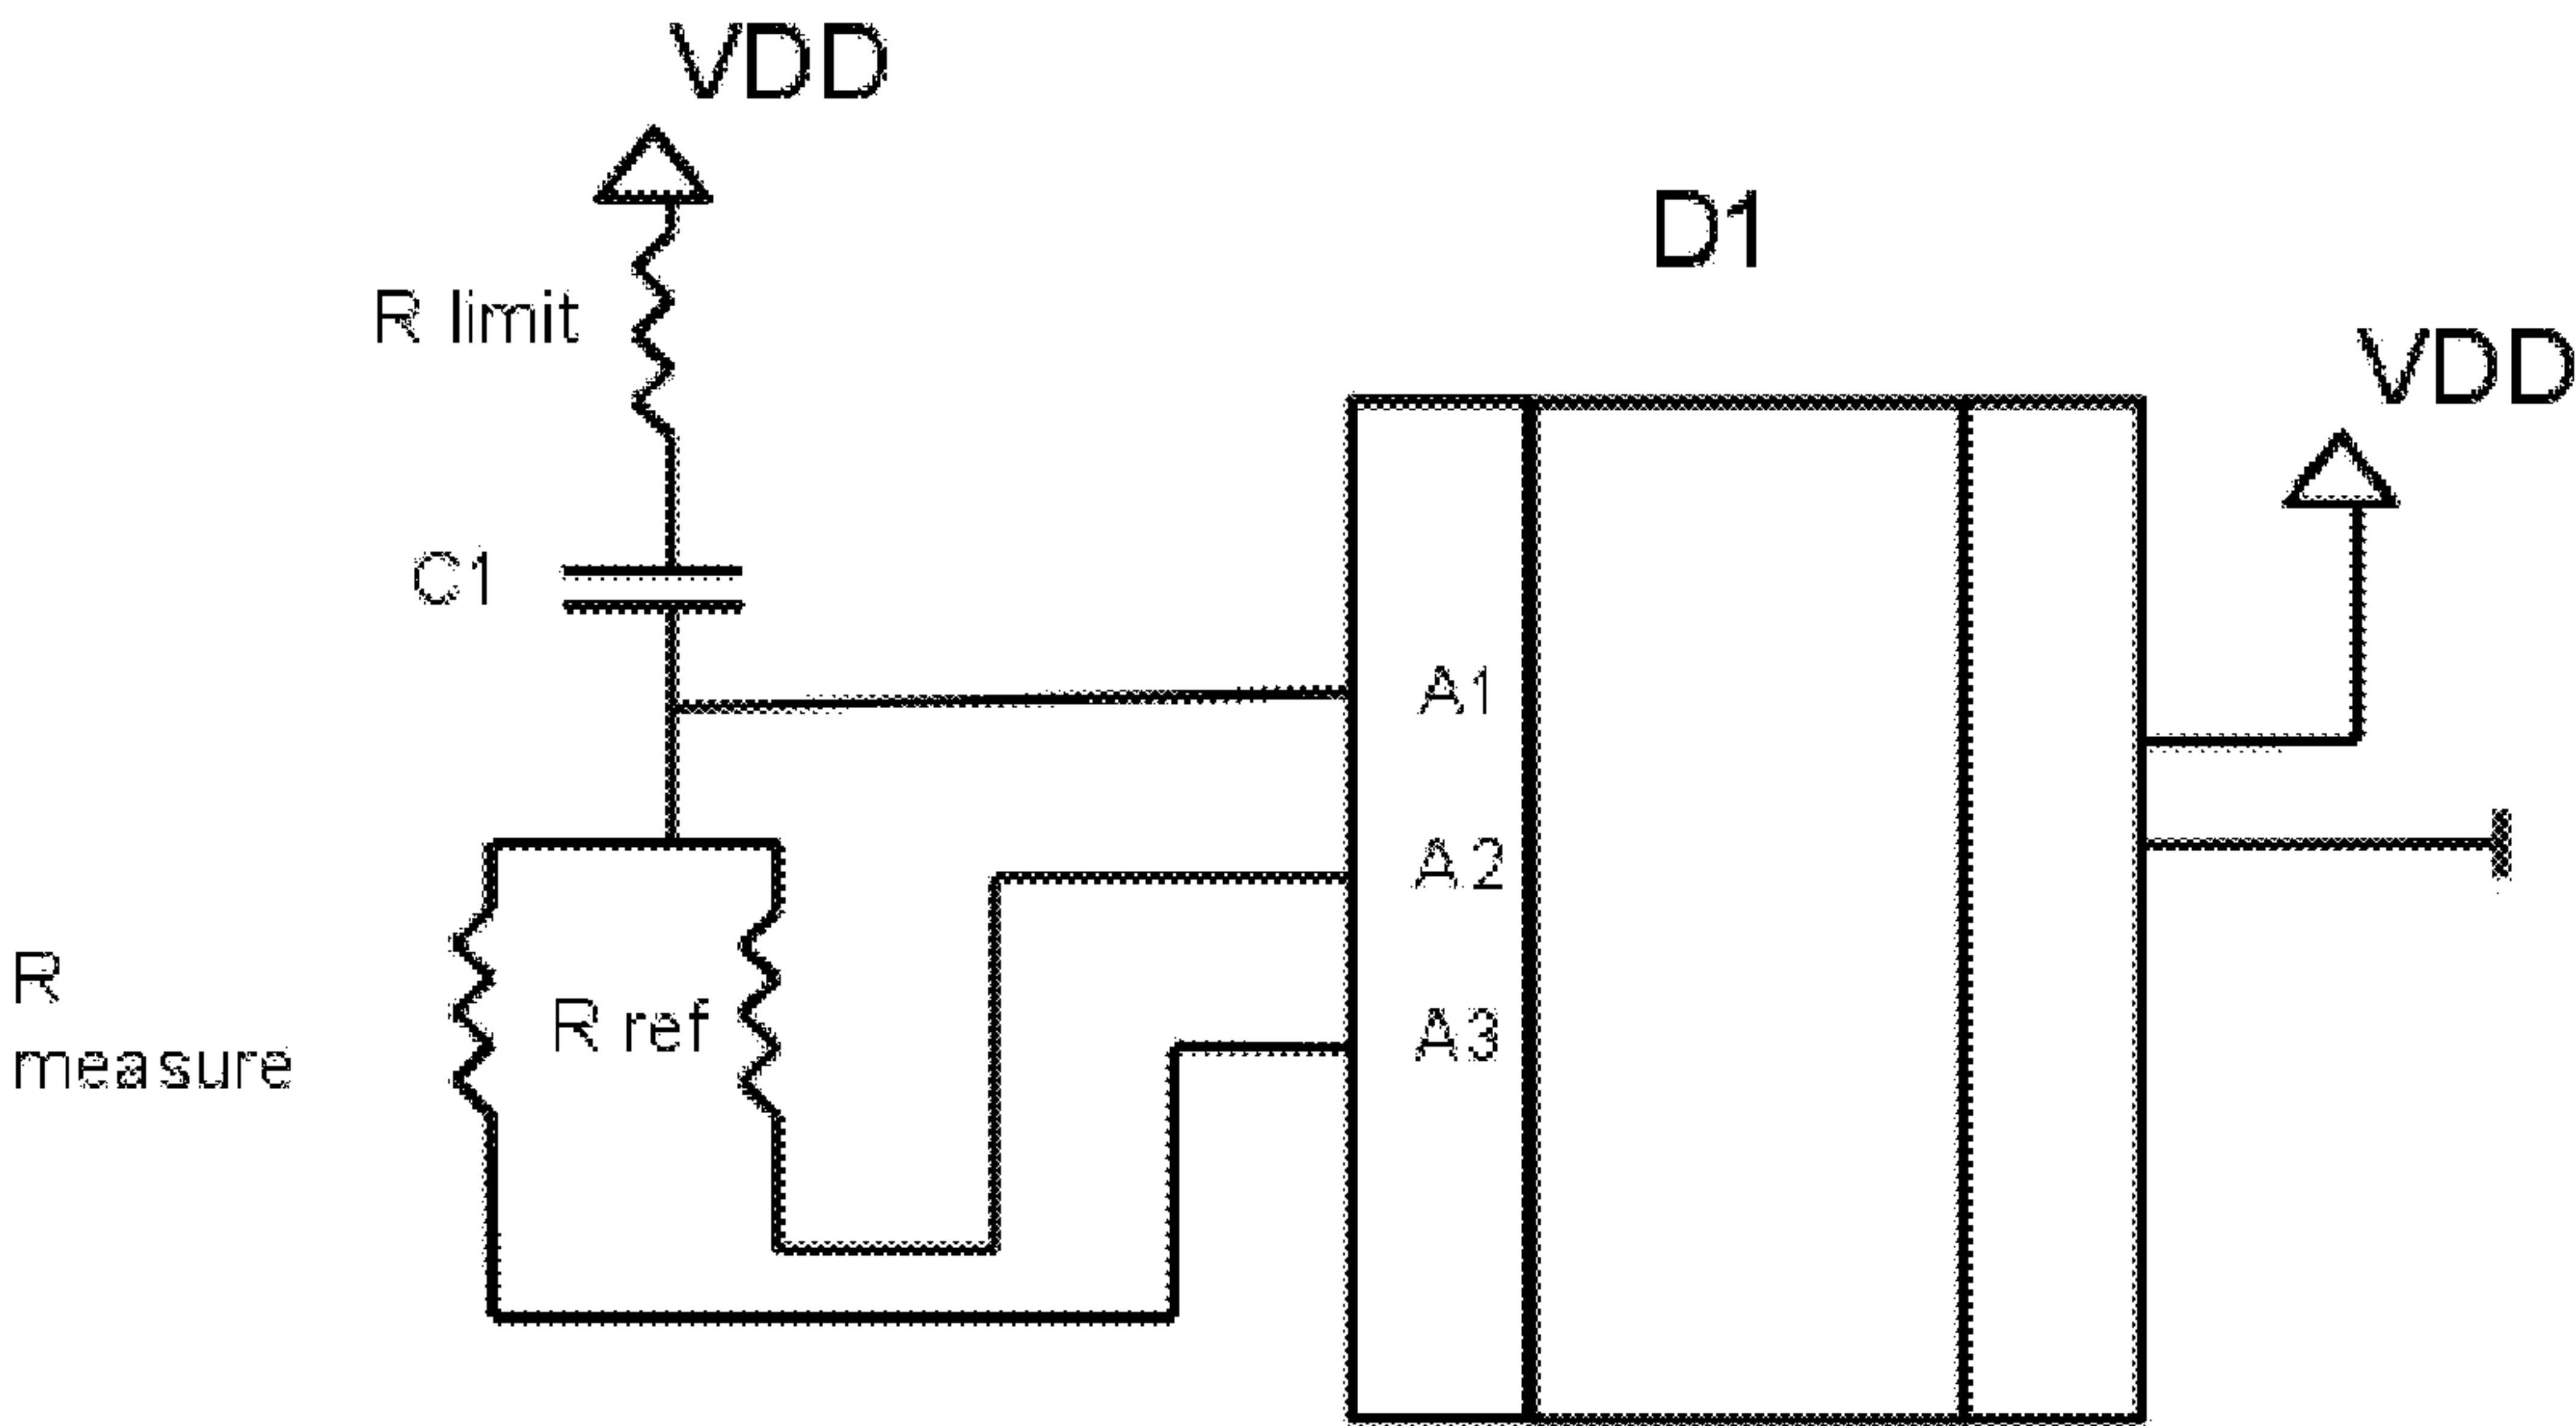 VDD
D1
R limit
VDD
C1
A1
A2
R
measure
R ref
A3